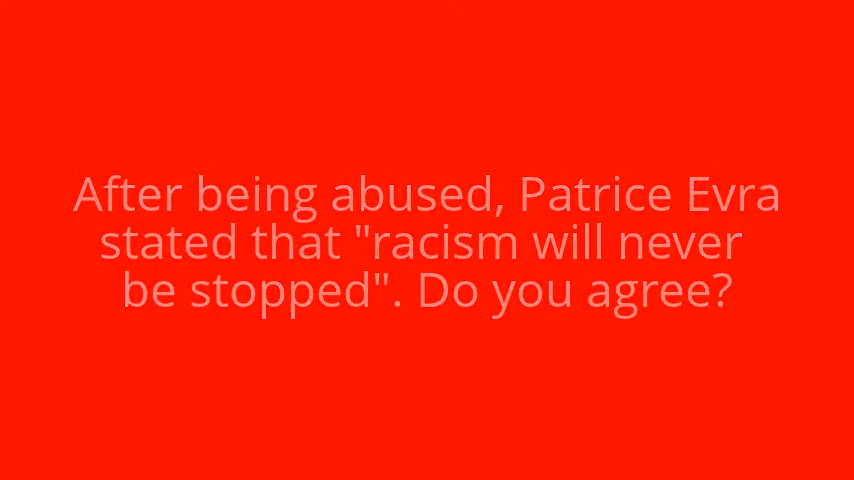 After being abused, Patrice Evra
stated that "racism will never
be stopped". Do you agree?